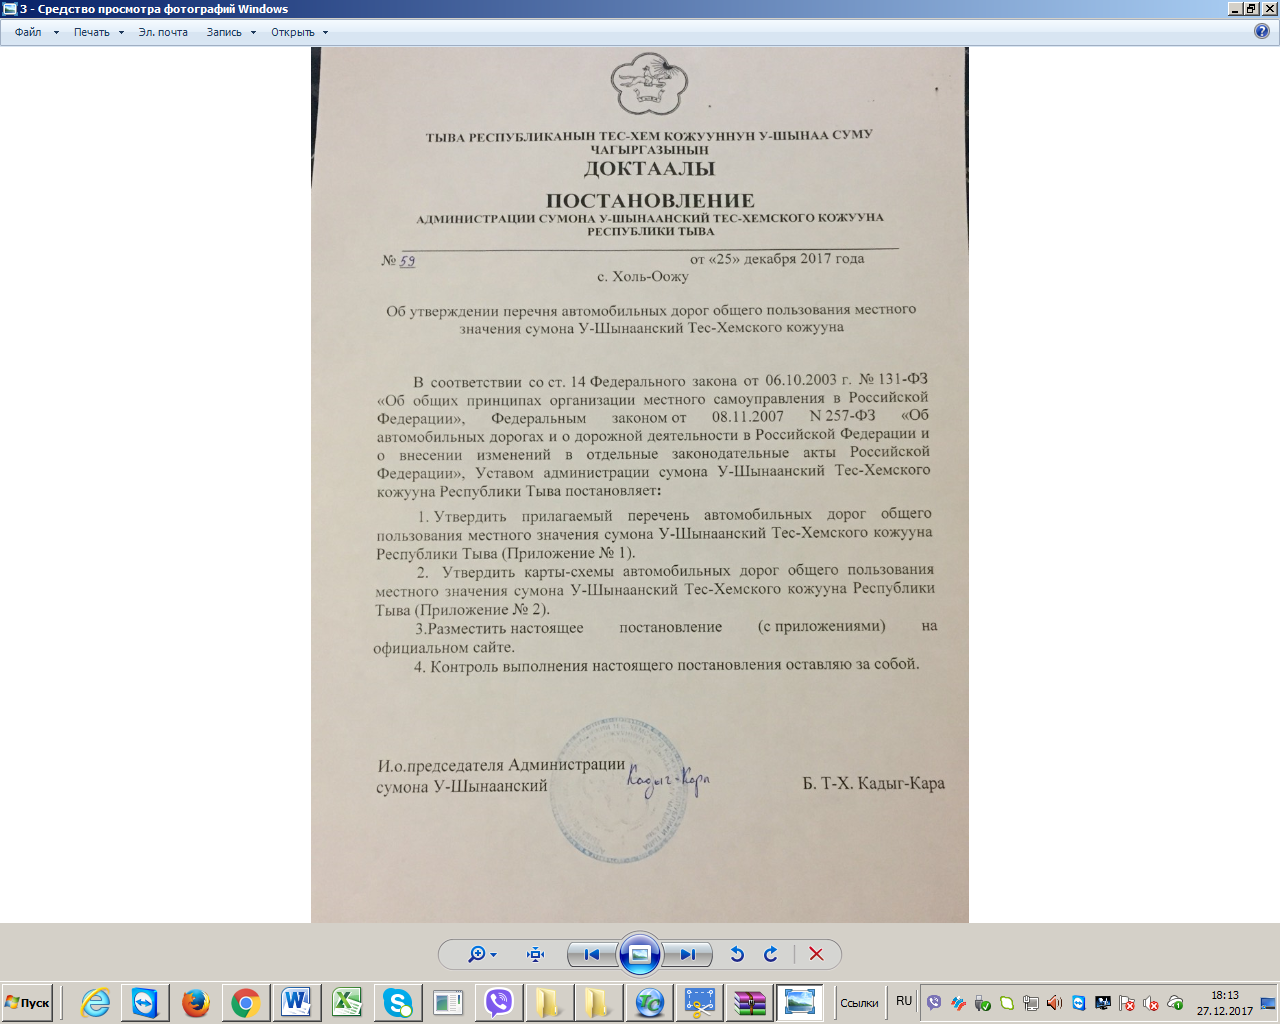 3 - Средство просмотра фотографий Windows
Файл Печать Эл. почта Запись Открыть
ТЫВА РЕСПУБЛИКАНЫН ТЕС-ХЕМ КОЖУУННУН У-ШЫНАА СУМУ
ЧАГЫРГАЗЫНЫН
ДОКТААЛЫ
ПОСТАНОВЛЕНИЕ
АДМИНИСТРАЦИИ СУМОНА У-ШЫНААНСКИЙ ТЕС-ХЕМСКОГО КОЖУУНА
РЕСПУБЛИКИ ТЫВА
№ 59 от «25» декабря 2017 года
с. Холь-Оожу
Об утверждении перечня автомобильных дорог общего пользования местного
значения сумона У-Шынаанский Тес-Хемского кожууна
В соответствии со ст. 14 Федерального закона от 06.10.2003 г. № 131-ФЗ
«Об общих принципах организации местного самоуправления в Российской
Федерации», Федеральным законом от 08.11.2007 N 257-ФЗ «Об
автомобильных дорогах и о дорожной деятельности в Российской Федерации и
о внесении изменений в отдельные законодательные акты Российской
Федерации», Уставом администрации сумона У-Шынаанский Тес-Хемского
кожууна Республики Тыва постановляет:
1. Утвердить прилагаемый перечень автомобильных дорог общего
пользования местного значения сумона У-Шынаанский Тес-Хемского кожууна
Республики Тыва (Приложение № 1).
2. Утвердить карты-схемы автомобильных дорог общего пользования
местного значения сумона У-Шынаанский Тес-Хемского кожууна Республики
Тыва (Приложение № 2).
3.Разместить настоящее постановление (с приложениями) на
официальном сайте.
4. Контроль выполнения настоящего постановления оставляю за собой.
И.о.председателя Администрации
сумона У-Шынаанский Кадыг-Кара Б. Т-Х. Кадыг-Кара
Пуск Ссылки RU 18:13
27.12.2017